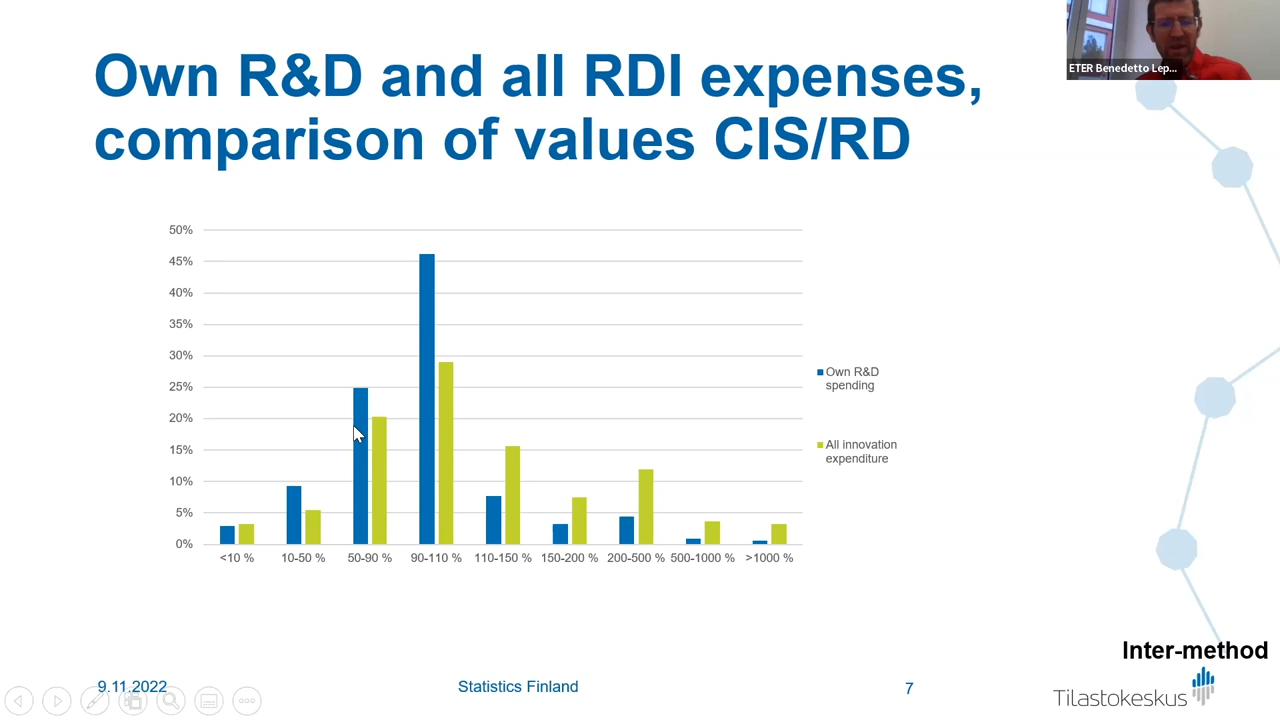 Own R&D and all RDI expenses,
comparison of values CIS/RD
ETER Benedetto Lep...
50%
45%
40%
35%
30%
25%
20%
15%
10%
5%
0%
<10 %
10-50 %
50-90 %
90-110 %
110-150 %
150-200 %
200-500 %
500-1000 %
>1000 %
Own R&D
spending
All innovation
expenditure
Inter-method
9.11.2022
Statistics Finland
7
Tilastokeskus